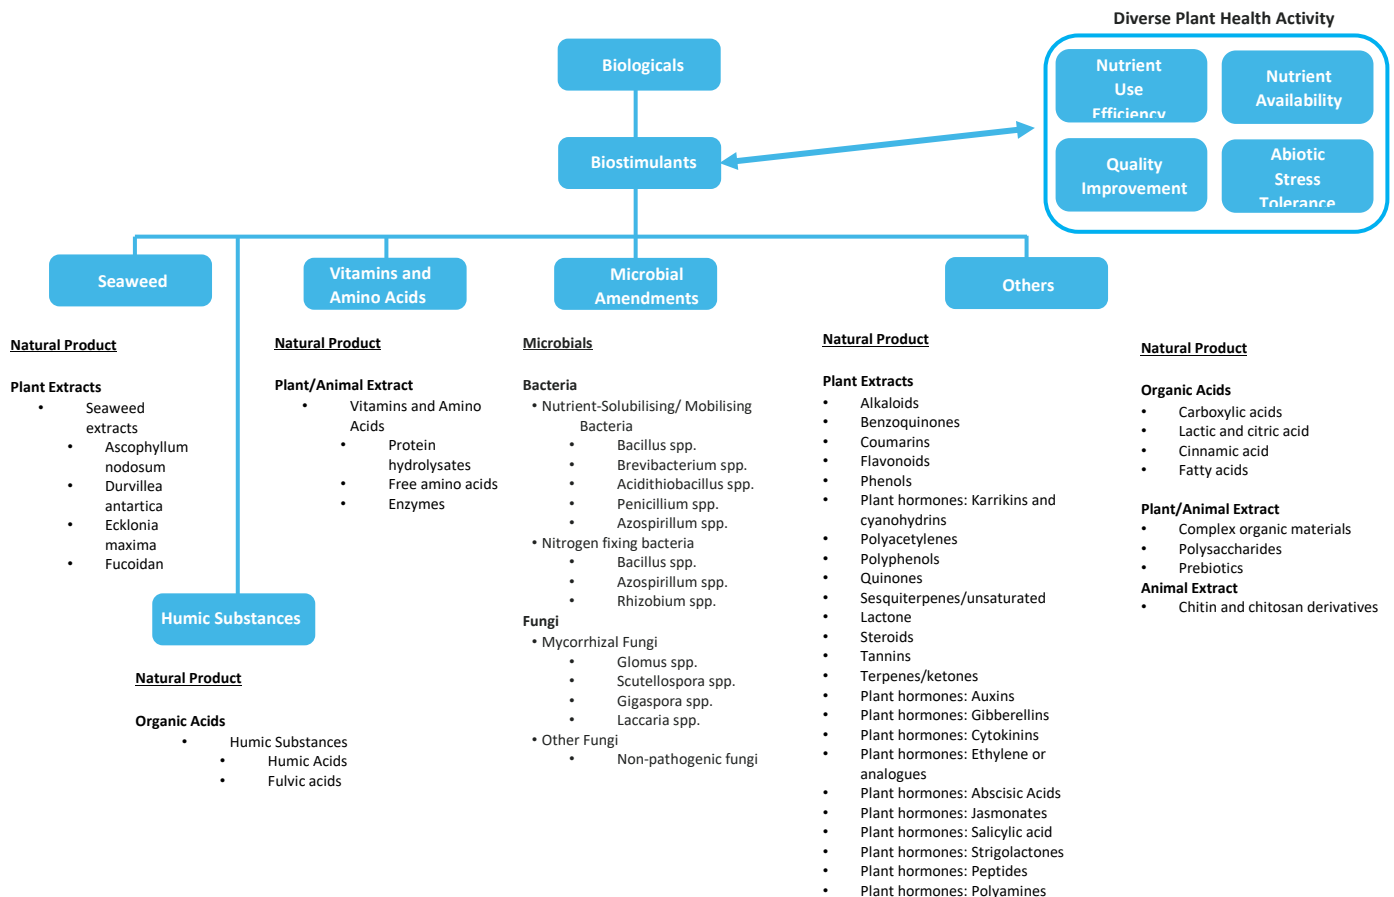 Diverse Plant Health Activity
Biologicals
Biostimulants
Nutrient
Use
Efficiency
Nutrient
Availability
Quality
Improvement
Abiotic
Stress
Tolerance
Seaweed
Vitamins and
Amino Acids
Microbial
Amendments
Others
Natural Product
Plant Extracts
• Seaweed
extracts
• Ascophyllum
nodosum
• Durvillea
antartica
• Ecklonia
maxima
• Fucoidan
Humic Substances
Natural Product
Organic Acids
• Humic Substances
• Humic Acids
• Fulvic acids
Natural Product
Plant/Animal Extract
• Vitamins and Amino
Acids
• Protein
hydrolysates
• Free amino acids
• Enzymes
Microbials
Bacteria
• Nutrient-Solubilising/ Mobilising
Bacteria
• Bacillus spp.
• Brevibacterium spp.
• Acidithiobacillus spp.
• Penicillium spp.
• Azospirillum spp.
• Nitrogen fixing bacteria
• Bacillus spp.
• Azospirillum spp.
• Rhizobium spp.
Fungi
• Mycorrhizal Fungi
• Glomus spp.
• Scutellospora spp.
• Gigaspora spp.
• Laccaria spp.
• Other Fungi
• Non-pathogenic fungi
Natural Product
Plant Extracts
• Alkaloids
• Benzoquinones
• Coumarins
• Flavonoids
• Phenols
• Plant hormones: Karrikins and
cyanohydrins
• Polyacetylenes
• Polyphenols
• Quinones
• Sesquiterpenes/unsaturated
• Lactone
• Steroids
• Tannins
• Terpenes/ketones
• Plant hormones: Auxins
• Plant hormones: Gibberellins
• Plant hormones: Cytokinins
• Plant hormones: Ethylene or
analogues
• Plant hormones: Abscisic Acids
• Plant hormones: Jasmonates
• Plant hormones: Salicylic acid
• Plant hormones: Strigolactones
• Plant hormones: Peptides
• Plant hormones: Polyamines
Natural Product
Organic Acids
• Carboxylic acids
• Lactic and citric acid
• Cinnamic acid
• Fatty acids
Plant/Animal Extract
• Complex organic materials
• Polysaccharides
• Prebiotics
Animal Extract
• Chitin and chitosan derivatives